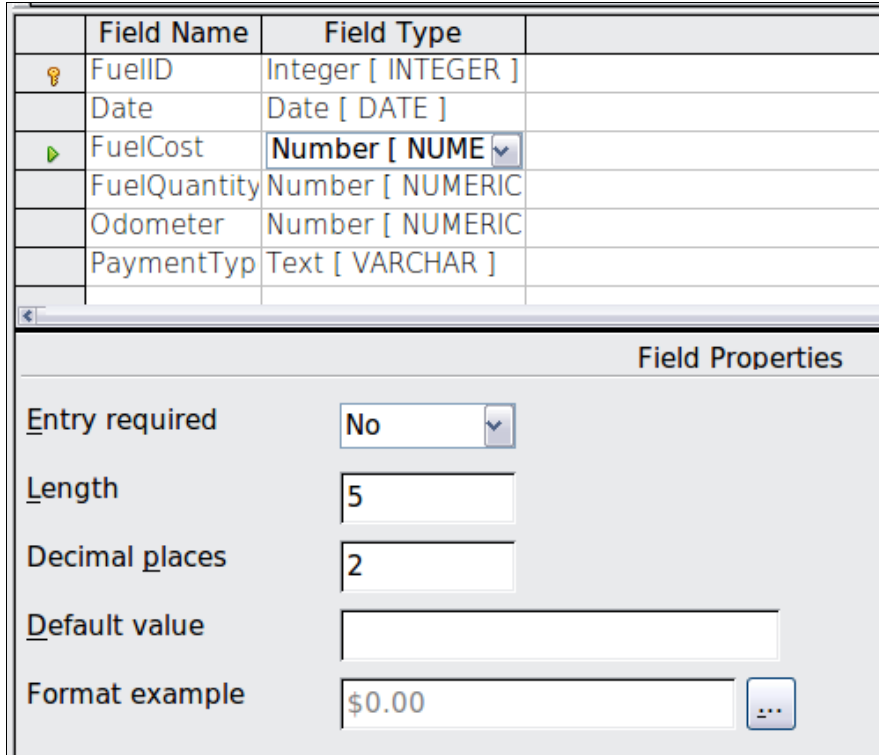 Field Name Field Type
FuelID Integer [ INTEGER ]
Date Date [ DATE ]
FuelCost Number [ NUME
FuelQuantity Number [ NUMERIC
Odometer Number [ NUMERIC
PaymentTyp Text [ VARCHAR ]
Field Properties
Entry required No
Length 5
Decimal places 2
Default value
Format example $0.00 ...